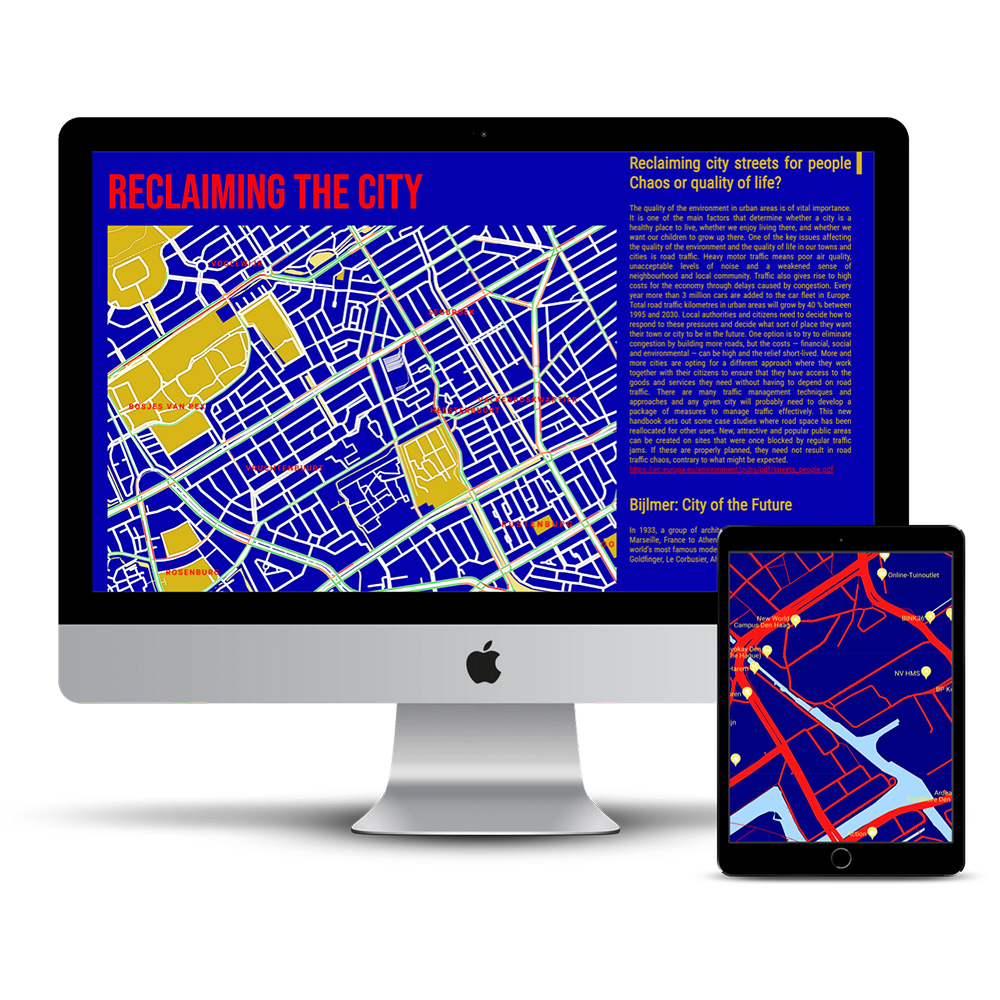 RECLAIMING THE CITY
BOSJES VAN PEX
ROSENBURG
Reclaiming city streets for people
Chaos or quality of life?
The quality of the environment in urban areas is of vital importance.
It is one of the main factors that determine whether a city is a
healthy place to live, whether we enjoy living there, and whether we
want our children to grow up there. One of the key issues affecting
the quality of the environment and the quality of life in our towns and
cities is road traffic. Heavy motor traffic means poor air quality,
unacceptable levels of noise and a weakened sense of
neighbourhood and local community. Traffic also gives rise to high
costs for the economy through delays caused by congestion. Every
year more than 3 million cars are added to the car fleet in Europe.
Total road traffic kilometres in urban areas will grow by 40 % between
1995 and 2030. Local authorities and citizens need to decide how to
respond to these pressures and decide what sort of place they want
their town or city to be in the future. One option is to try to eliminate
congestion by building more roads, but the costs — financial, social
and environmental — can be high and the relief short-lived. More and
more cities are opting for a different approach where they work
together with their citizens to ensure that they have access to the
goods and services they need without having to depend on road
traffic. There are many traffic management techniques and
approaches and any given city will probably need to develop a
package of measures to manage traffic effectively. This new
handbook sets out some case studies where road space has been
reallocated for other uses. New, attractive and popular public areas
can be created on sites that were once blocked by regular traffic
jams. If these are properly planned, they need not result in road
traffic chaos, contrary to what might be expected.
https://ec.europa.eu/environment/pubs/pdf/streets_people.pdf
Bijlmer: City of the Future
In 1933, a group of archite
Marseille, France to Athen
world's most famous mode
Goldfinger, Le Corbusier, Al
Online-Tuinoutlet
New World
Campus Den Haag
BINK36
he Hague)
Harem
NV HMS
BP K
een
ijn
Action